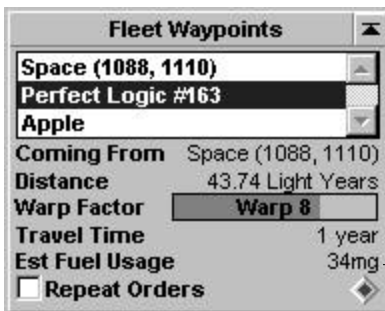 Fleet Waypoints
Space (1088, 1110)
Perfect Logic #163
Apple
Coming From Space (1088, 1110)
Distance 43.74 Light Years
Warp Factor Warp 8
Travel Time 1 year
Est Fuel Usage 34mg
Repeat Orders